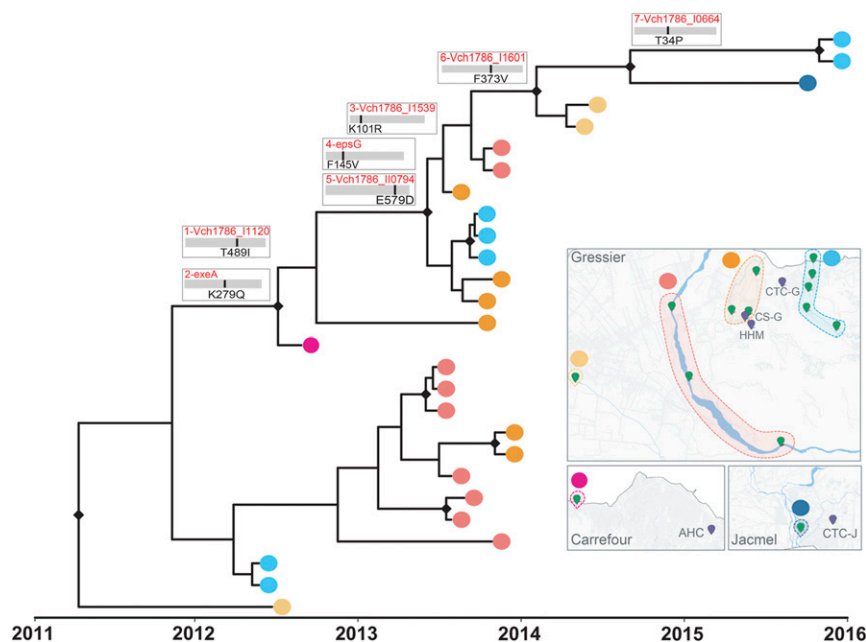 7-Vch1786_I0664
T34P
6-Vch1786_I1601
F373V
3-Vch1786_I1539
K101R
4-epsG
F145V
5-Vch1786_II0794
E579D
1-Vch1786_I1120
T489I
2-exeA
K279Q
Gressier
CTC-G
CS-G
HHM
AHC
Carrefour
CTC-J
Jacmel
2011 2012 2013 2014 2015 2016